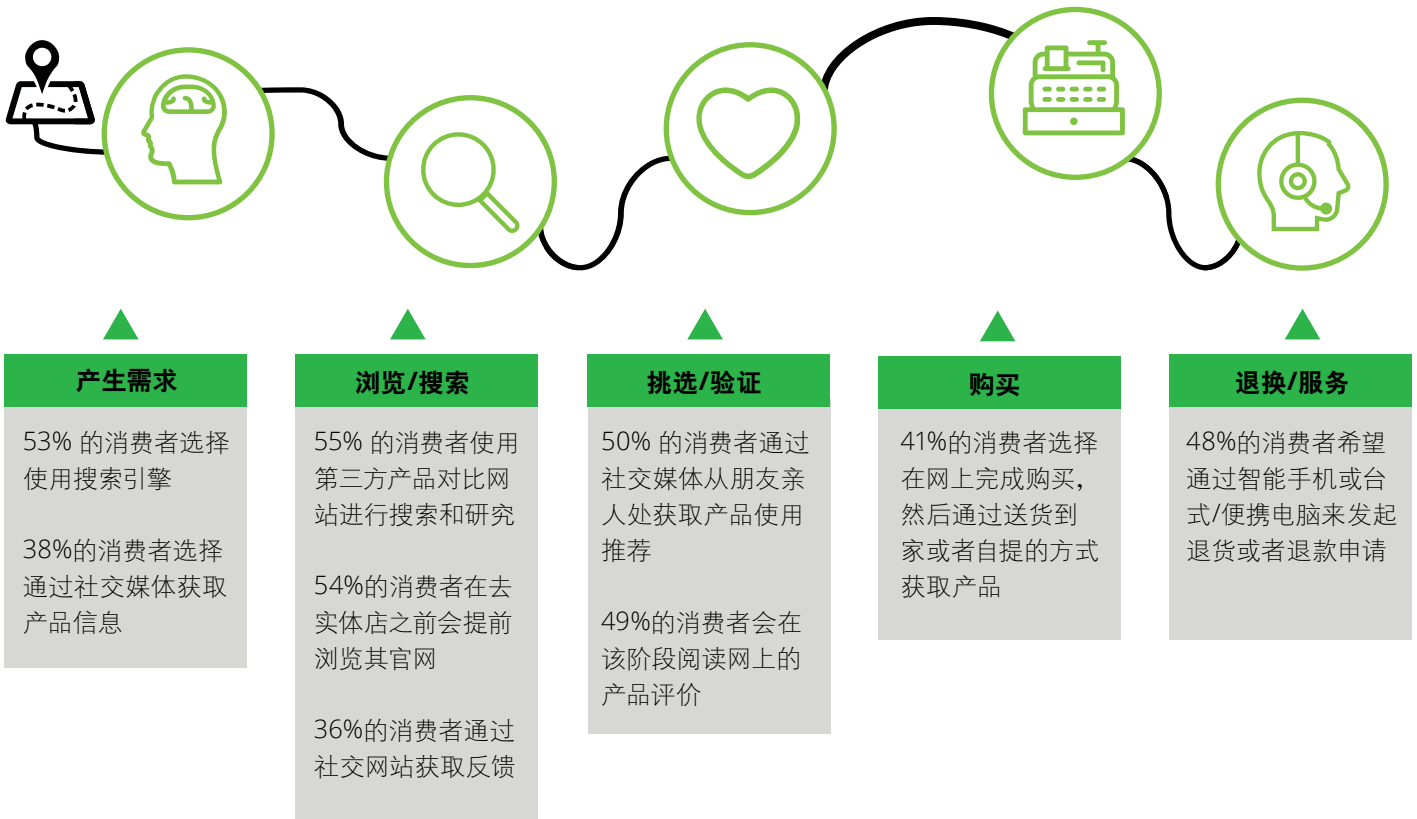 产生需求
53% 的消费者选择
使用搜索引擎
38%的消费者选择
通过社交媒体获取
产品信息
浏览/搜索
55% 的消费者使用
第三方产品对比网
站进行搜索和研究
54%的消费者在去
实体店之前会提前
浏览其官网
36%的消费者通过
社交网站获取反馈
挑选/验证
50% 的消费者通过
社交媒体从朋友亲
人处获取产品使用
推荐
49%的消费者会在
该阶段阅读网上的
产品评价
购买
41%的消费者选择
在网上完成购买，
然后通过送货到
家或者自提的方式
获取产品
退换/服务
48%的消费者希望
通过智能手机或台
式/便携电脑来发起
退货或者退款申请